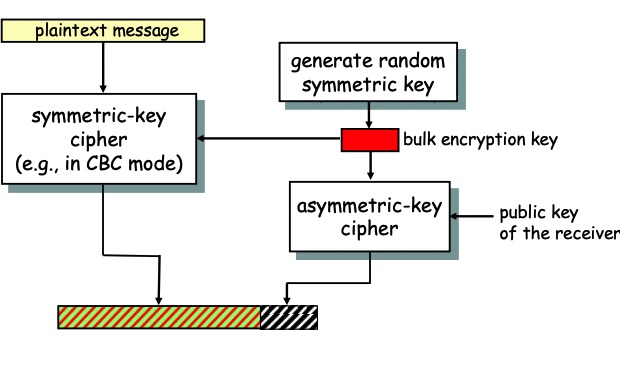 plaintext message
generate random
symmetric key
symmetric-key
cipher
(e.g., in CBC mode)
bulk encryption key
asymmetric-key
cipher
public key
of the receiver